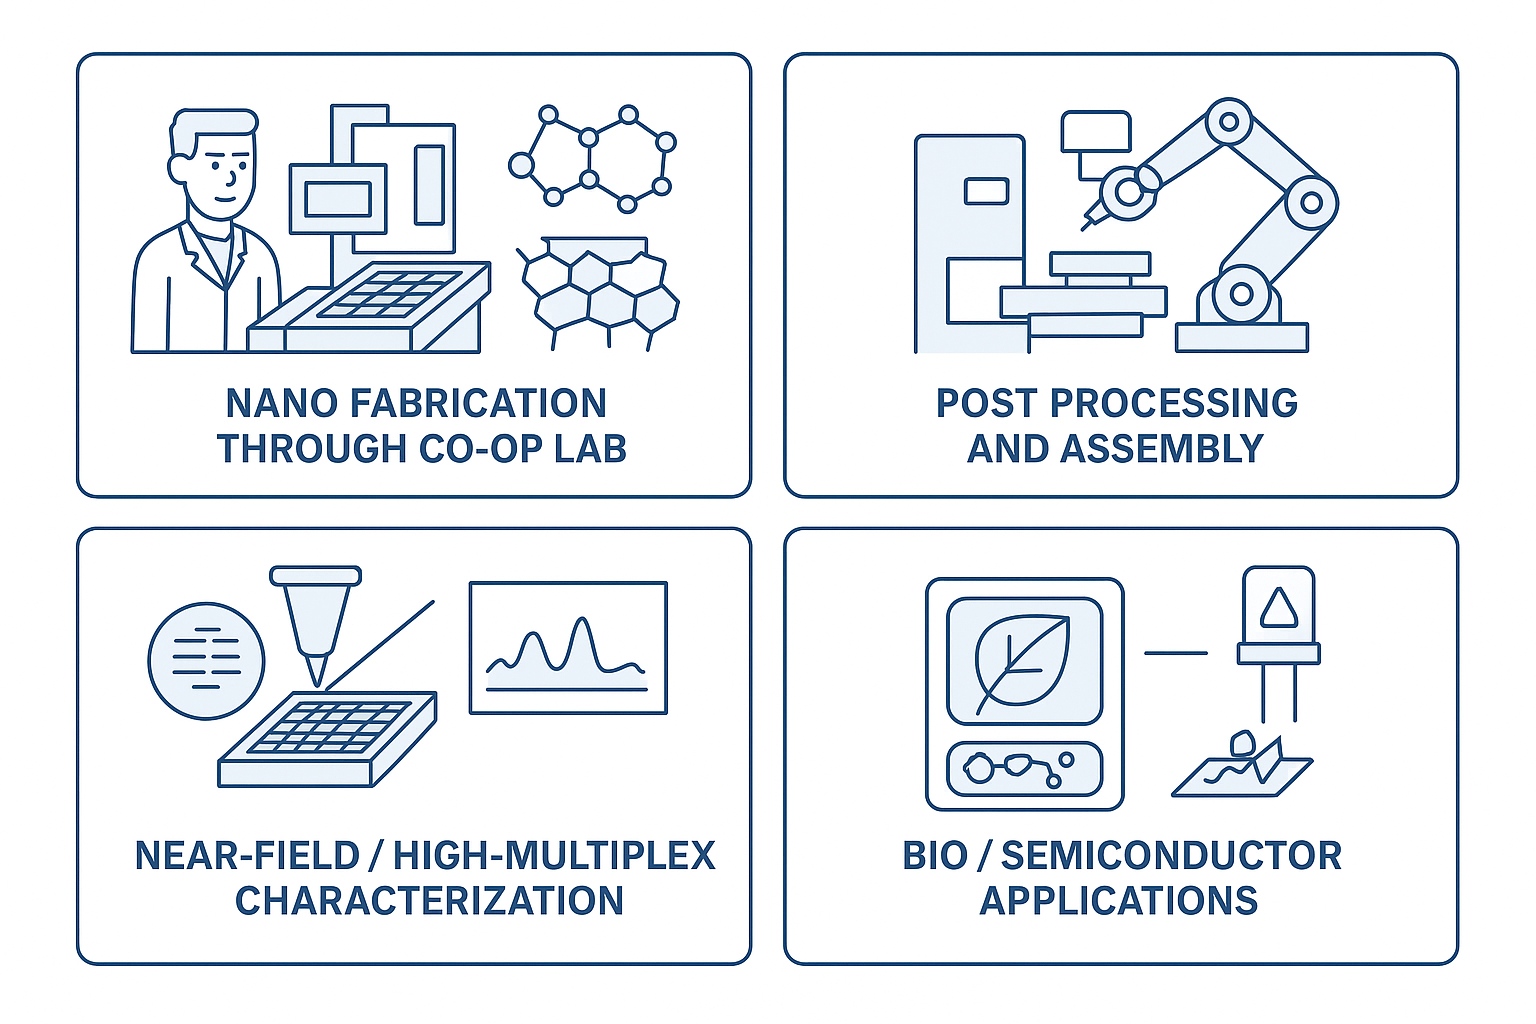 NANO FABRICATION
THROUGH CO-OP LAB
POST PROCESSING
AND ASSEMBLY
NEAR-FIELD / HIGH-MULTIPLEX
CHARACTERIZATION
BIO / SEMICONDUCTOR
APPLICATIONS